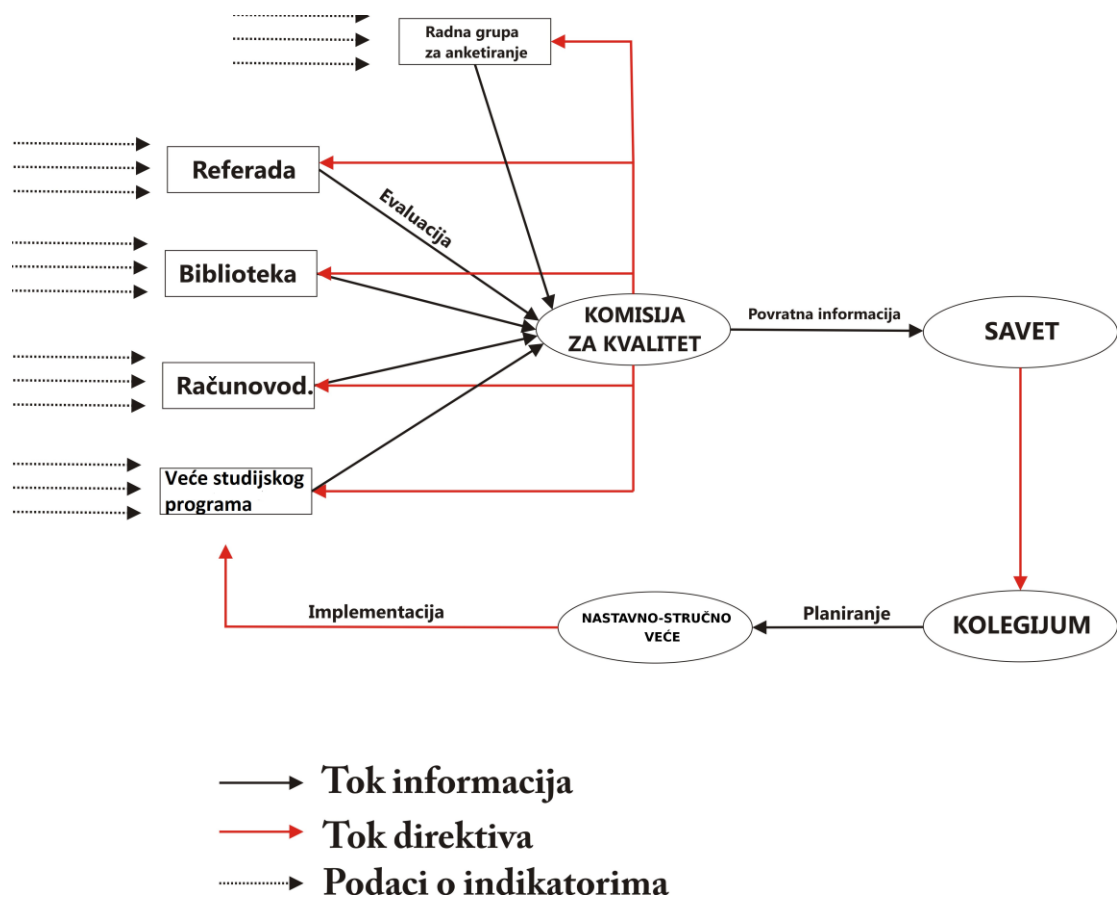 Radna grupa
za anketiranje
Referada
Evaluacija
Biblioteka
KOMISIJA
ZA KVALITET
Povratna informacija
SAVET
Računovod.
Veće studijskog
programa
Implementacija
NASTAVNO-STRUČNO
VEĆE
Planiranje
KOLEGIJUM
Tok informacija
Tok direktiva
Podaci o indikatorima